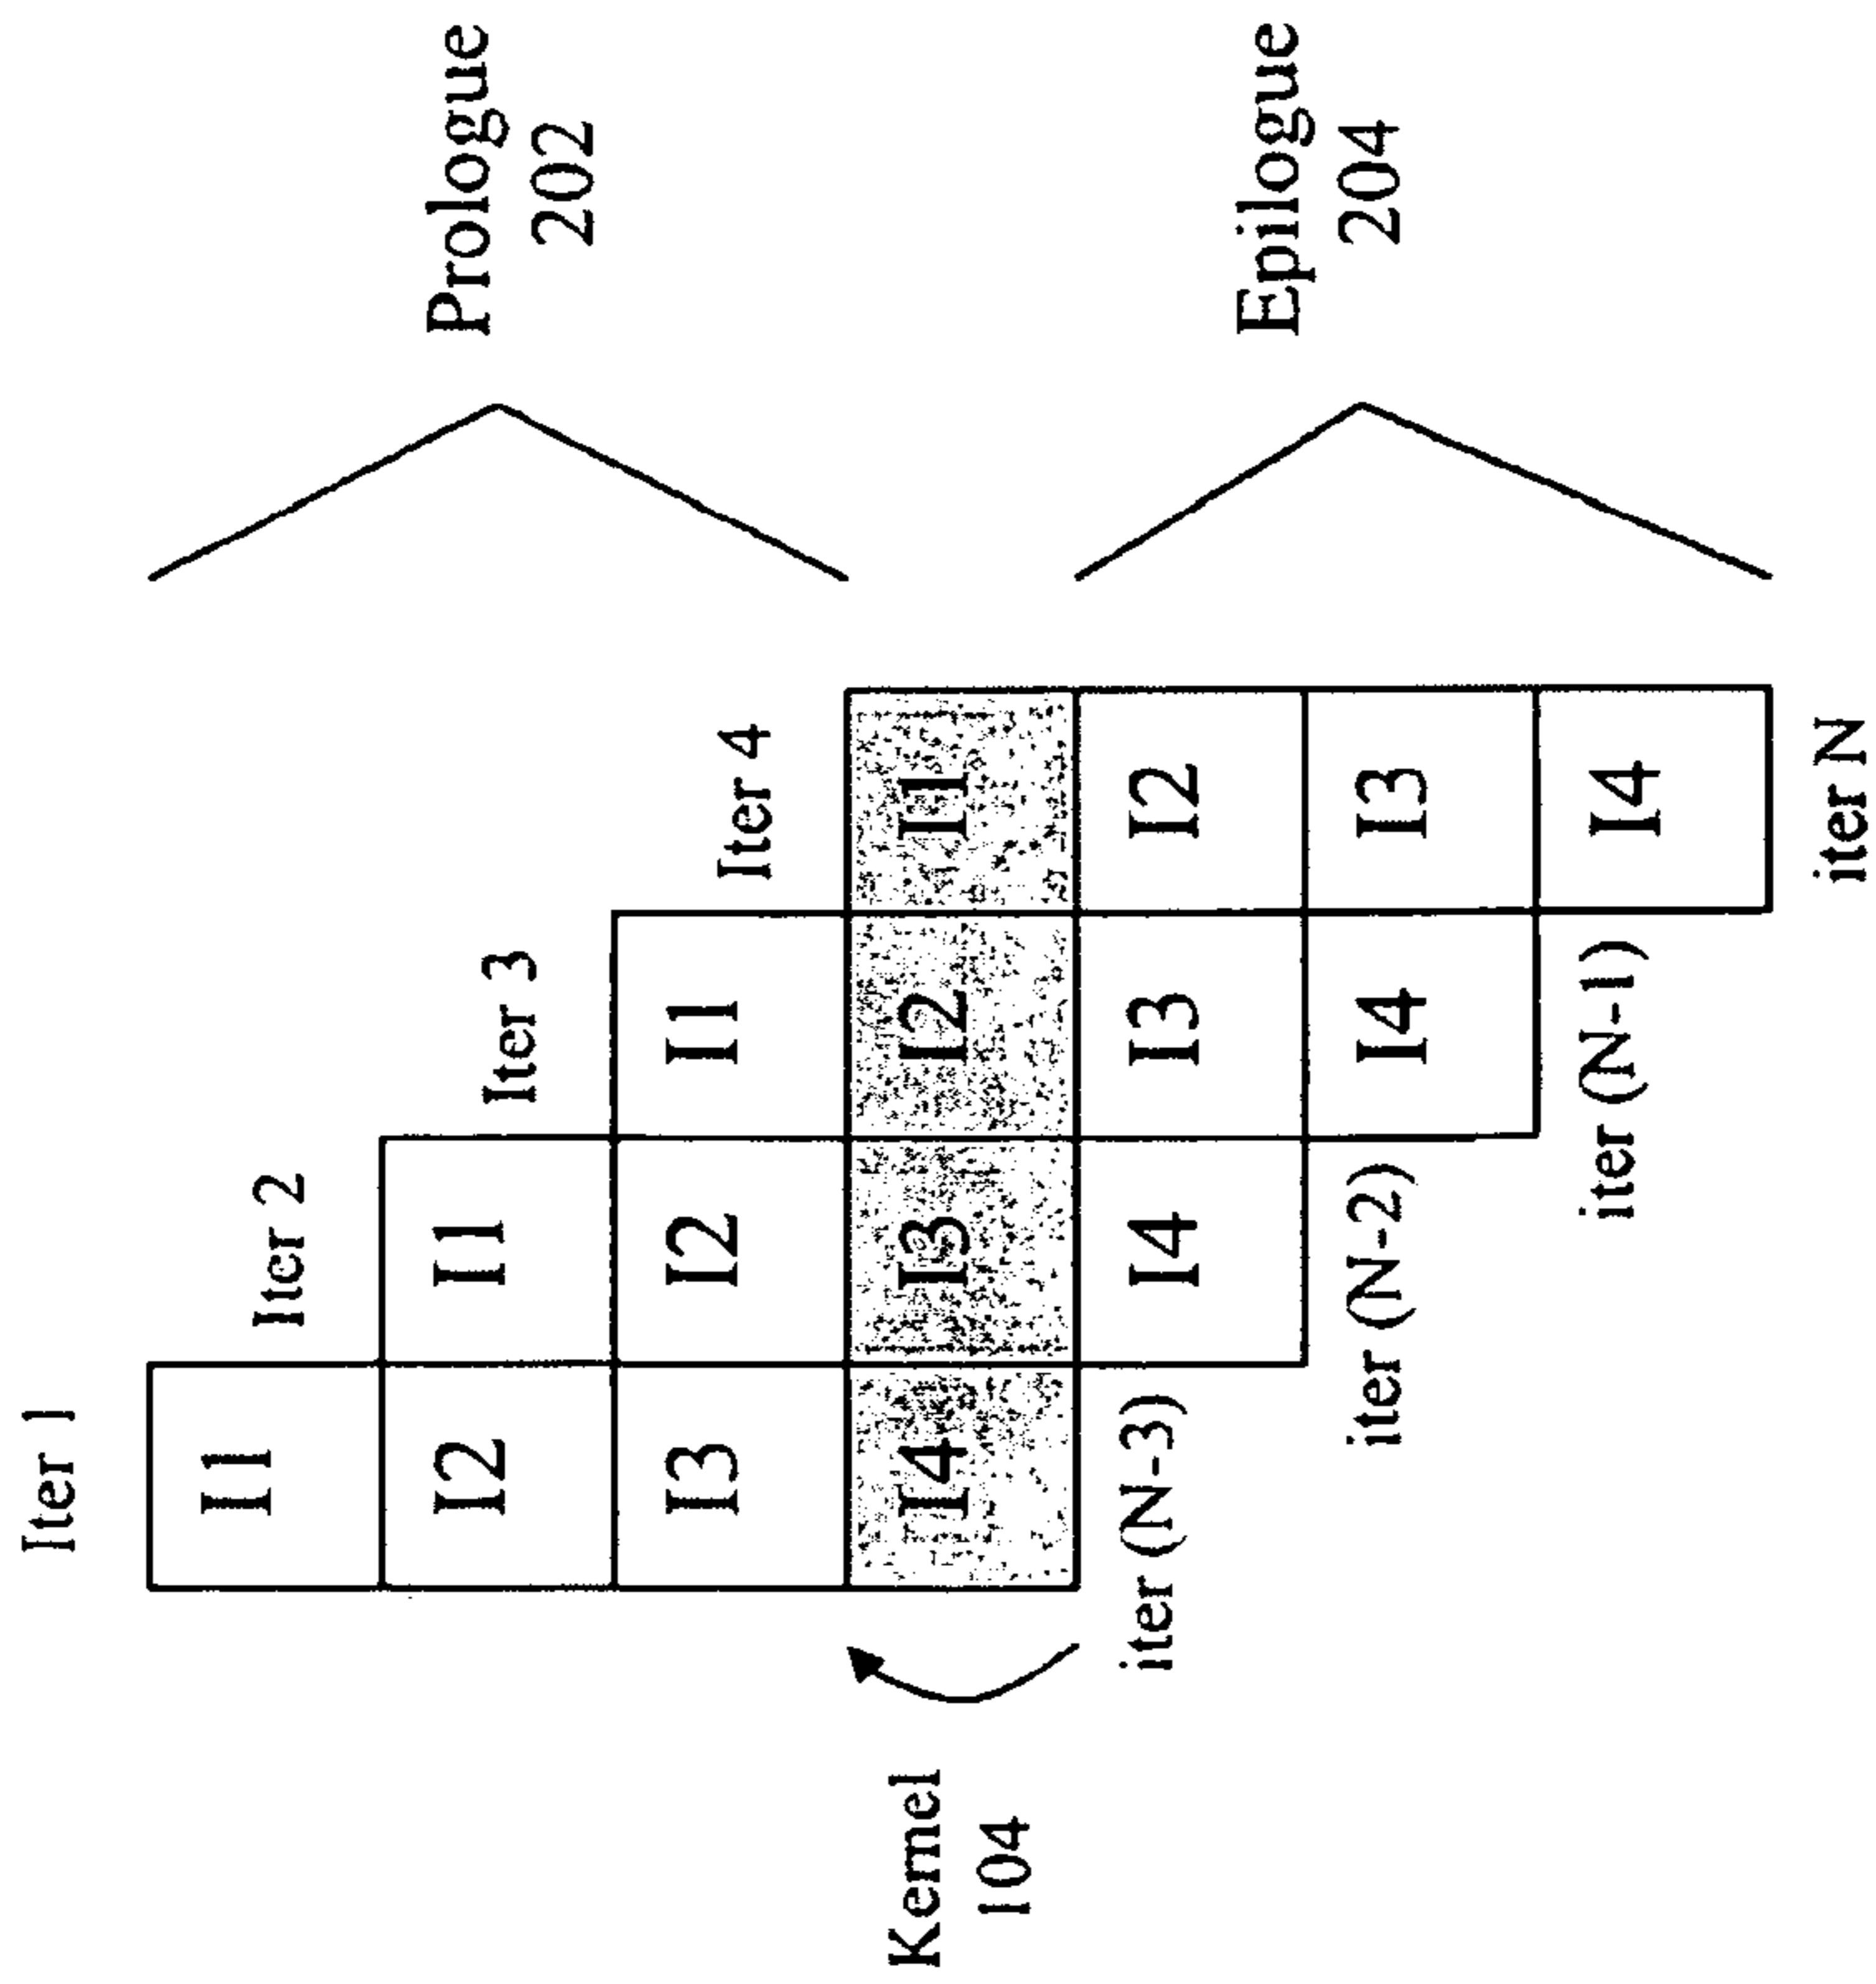 Iter 1
I1
Iter 2
I2 I1
Iter 3
Prologue
202
I3 I2 I1
Iter 4
Kernel
104
I4 I3 I2 I1
iter (N-3)
I4 I3 I2
Epilogue
204
iter (N-2)
I4 I3
iter (N-1)
I4
iter N